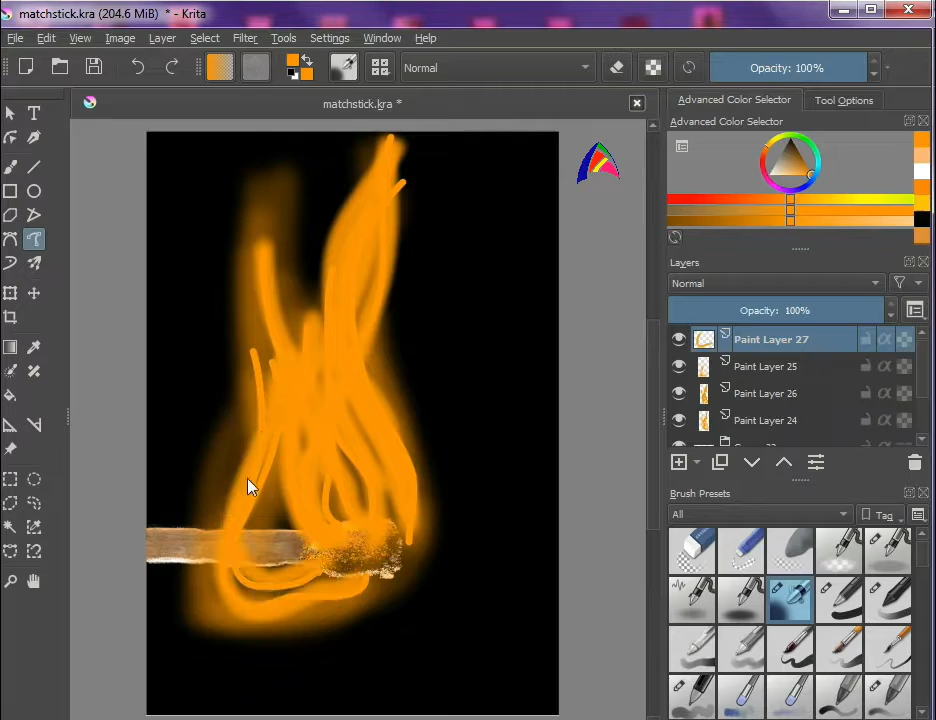 matchstick.kra (204.6 MiB) * - Krita
File Edit View Image Layer Select Filter Tools Settings Window Help
Normal
Opacity: 100%
matchstick.kra *
Advanced Color Selector
Tool Options
Advanced Color Selector
Layers
Normal
Opacity: 100%
Paint Layer 27
Paint Layer 25
Paint Layer 26
Paint Layer 24
Brush Presets
All
Tag